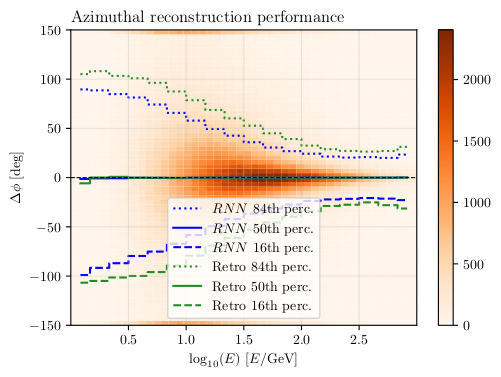 Azimuthal reconstruction performance
150
100
50
0
−50
−100
−150
Δϕ [deg]
RNN 84th perc.
RNN 50th perc.
RNN 16th perc.
Retro 84th perc.
Retro 50th perc.
Retro 16th perc.
0.5 1.0 1.5 2.0 2.5
log₁₀(E) [E/GeV]
2000
1500
1000
500
0